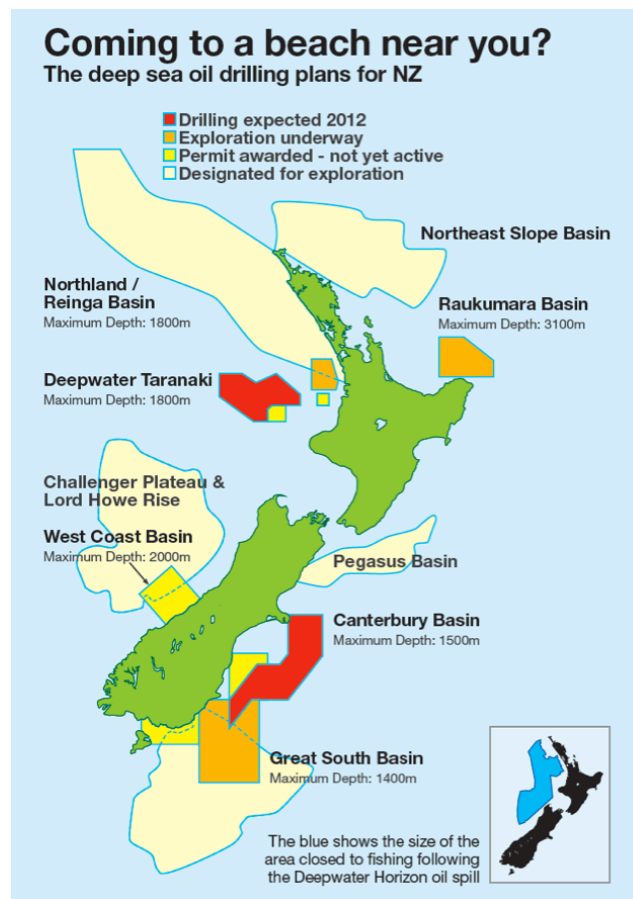 Coming to a beach near you?
The deep sea oil drilling plans for NZ
Drilling expected 2012
Exploration underway
Permit awarded - not yet active
Designated for exploration
Northeast Slope Basin
Northland /
Reinga Basin
Maximum Depth: 1800m
Raukumara Basin
Maximum Depth: 3100m
Deepwater Taranaki
Maximum Depth: 1800m
Challenger Plateau &
Lord Howe Rise
West Coast Basin
Maximum Depth: 2000m
Pegasus Basin
Canterbury Basin
Maximum Depth: 1500m
Great South Basin
Maximum Depth: 1400m
The blue shows the size of the
area closed to fishing following
the Deepwater Horizon oil spill